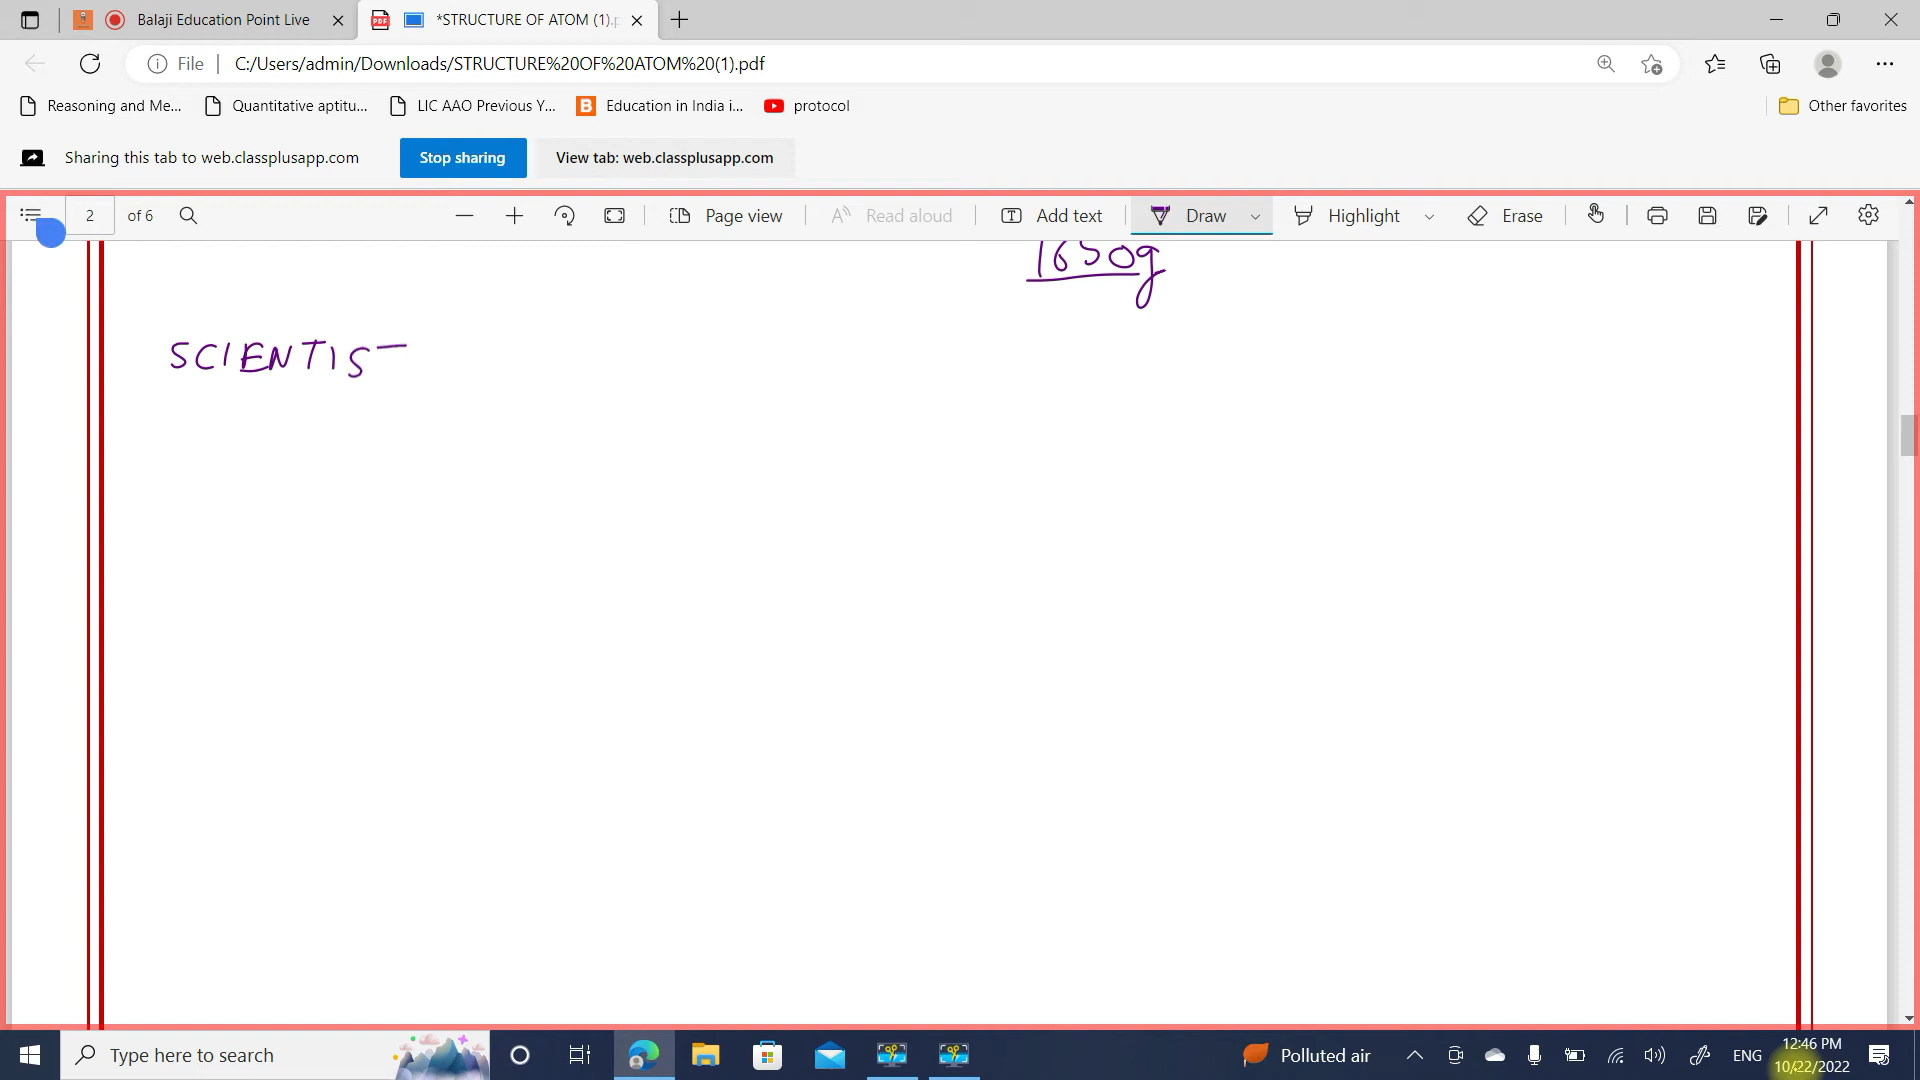 Balaji Education Point Live
*STRUCTURE OF ATOM (1).p
File
C:/Users/admin/Downloads/STRUCTURE%20OF%20ATOM%20(1).pdf
Reasoning and Me... Quantitative aptitu... LIC AAO Previous Y... Education in India i... protocol Other favorites
Sharing this tab to web.classplusapp.com Stop sharing View tab: web.classplusapp.com
2 of 6 Page view Read aloud Add text Draw Highlight Erase
1650g
SCIENTIS
Type here to search Polluted air ENG 12:46 PM
10/22/2022